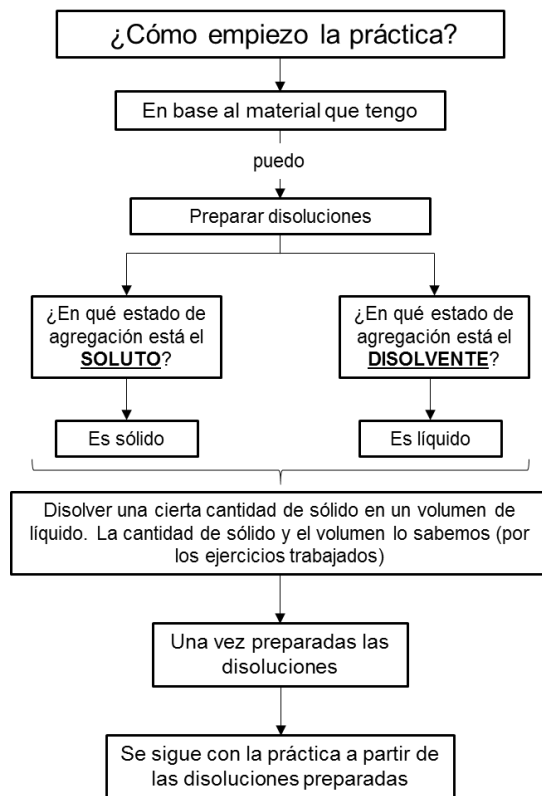 ¿Cómo empiezo la práctica?
En base al material que tengo
puedo
Preparar disoluciones
¿En qué estado de
agregación está el
SOLUTO?
¿En qué estado de
agregación está el
DISOLVENTE?
Es sólido
Es líquido
Disolver una cierta cantidad de sólido en un volumen de
líquido. La cantidad de sólido y el volumen lo sabemos (por
los ejercicios trabajados)
Una vez preparadas las
disoluciones
Se sigue con la práctica a partir de
las disoluciones preparadas